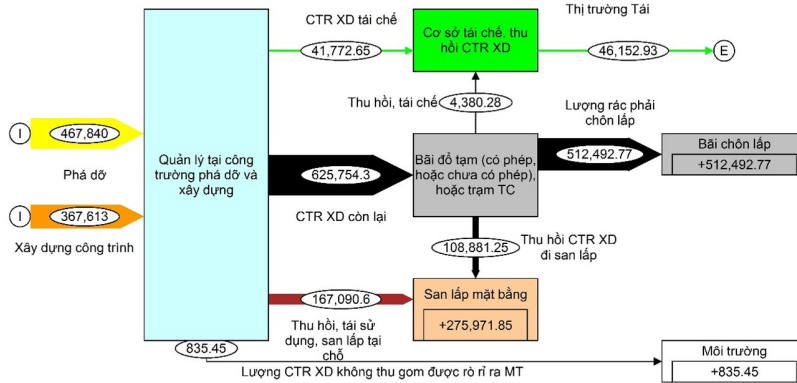 CTR XD tái chế
41,772.65
Cơ sở tái chế, thu
hồi CTR XD
Thị trường Tái
46,152.93
E
Thu hồi, tái chế
4,380.28
Lượng rác phải
chôn lấp
I
467,840
Phá dỡ
Quản lý tại công
trường phá dỡ và
xây dựng
625,754.3
CTR XD còn lại
Bãi đổ tạm (có phép,
hoặc chưa có phép),
hoặc trạm TC
512,492.77
Bãi chôn lấp
+512,492.77
I
367,613
Xây dựng công trình
108,881.25
Thu hồi CTR XD
đi san lấp
167,090.6
Thu hồi, tái sử
dụng, san lấp tại
chỗ
San lấp mặt bằng
+275,971.85
835.45
Lượng CTR XD không thu gom được rò rỉ ra MT
Môi trường
+835.45